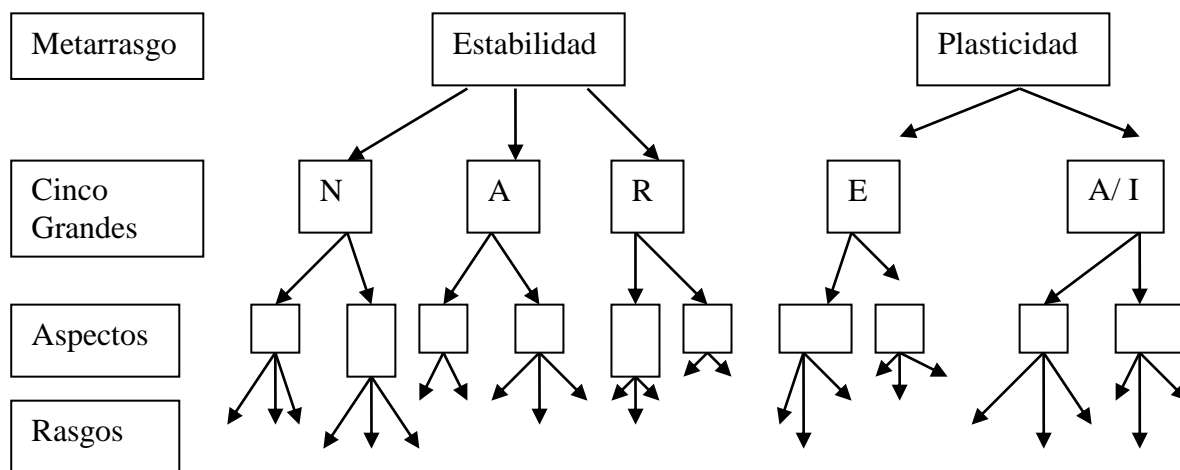 Metarrasgo
Estabilidad
Plasticidad
Cinco
Grandes
N
A
R
E
A/ I
Aspectos
Rasgos